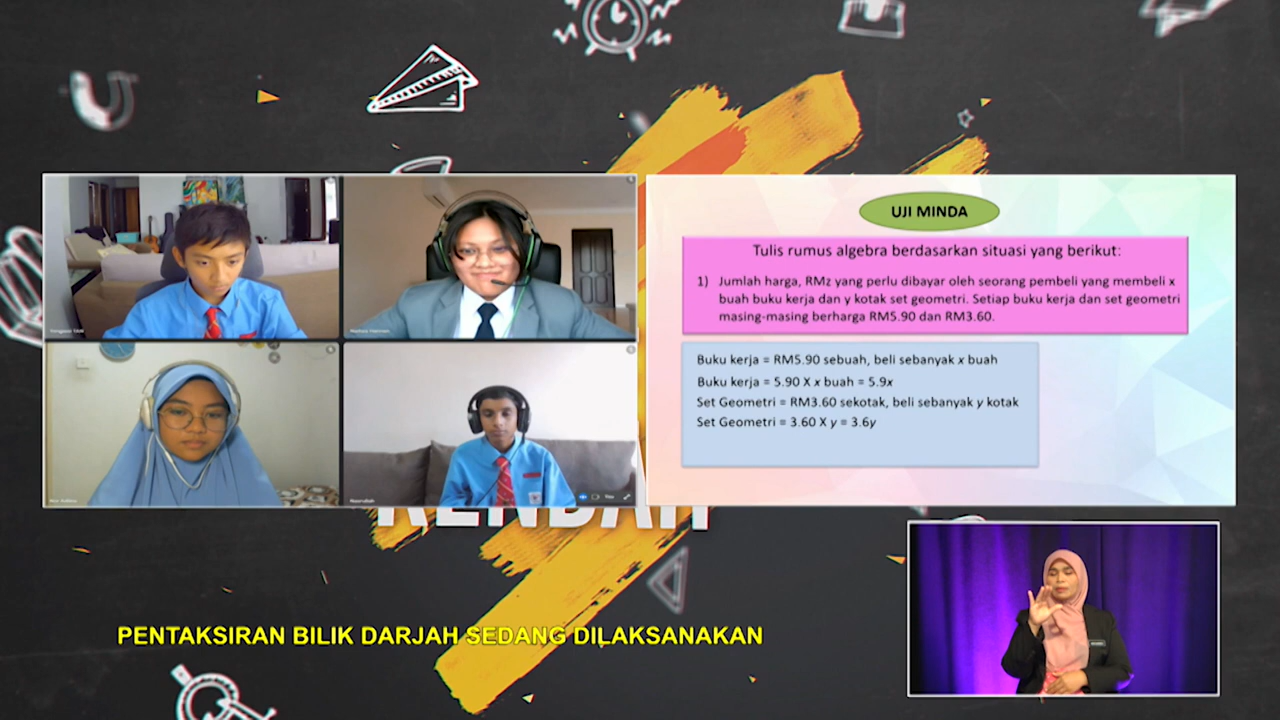 UJI MINDA
Tulis rumus algebra berdasarkan situasi yang berikut:
1) Jumlah harga, RMz yang perlu dibayar oleh seorang pembeli yang membeli x
buah buku kerja dan y kotak set geometri. Setiap buku kerja dan set geometri
masing-masing berharga RM5.90 dan RM3.60.
Buku kerja = RM5.90 sebuah, beli sebanyak x buah
Buku kerja = 5.90 X x buah = 5.9x
Set Geometri = RM3.60 sekotak, beli sebanyak y kotak
Set Geometri = 3.60 X y = 3.6y
PENTAKSIRAN BILIK DARJAH SEDANG DILAKSANAKAN